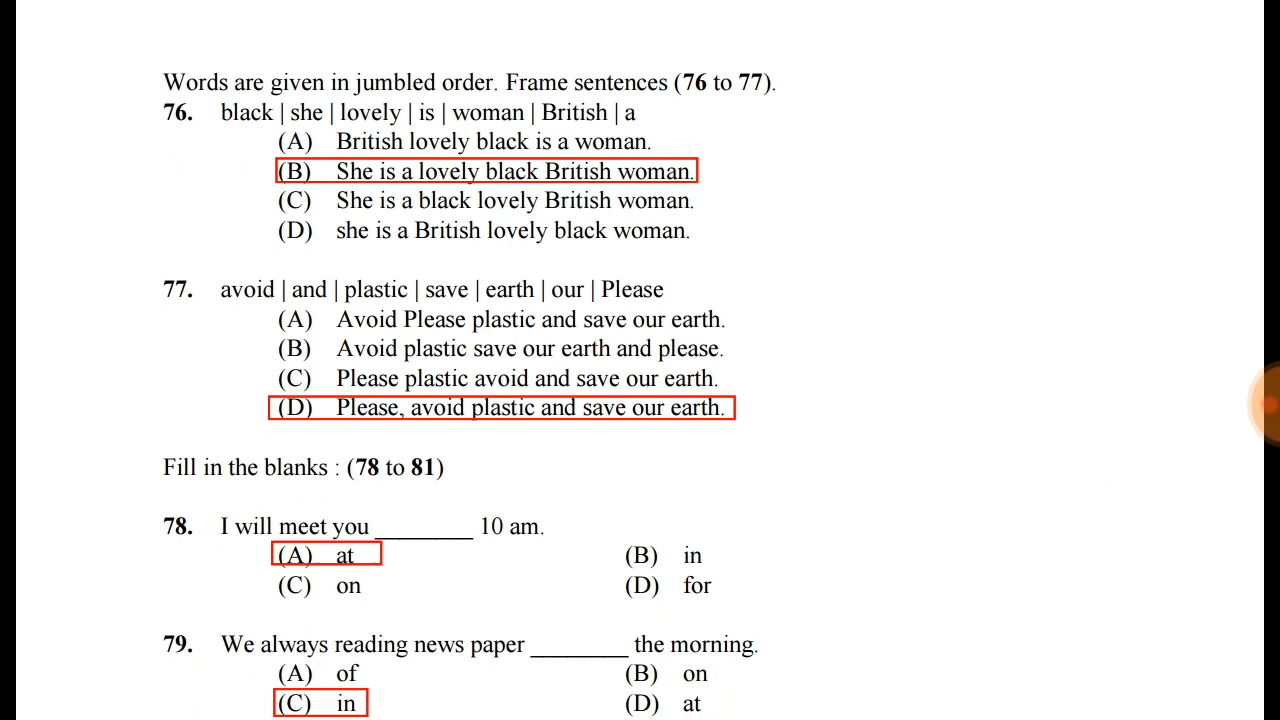 Words are given in jumbled order. Frame sentences (76 to 77).
76. black | she | lovely | is | woman | British | a
(A) British lovely black is a woman.
(B) She is a lovely black British woman.
(C) She is a black lovely British woman.
(D) she is a British lovely black woman.
77. avoid | and | plastic | save | earth | our | Please
(A) Avoid Please plastic and save our earth.
(B) Avoid plastic save our earth and please.
(C) Please plastic avoid and save our earth.
(D) Please, avoid plastic and save our earth.
Fill in the blanks : (78 to 81)
78. I will meet you ________ 10 am.
(A) at (B) in
(C) on (D) for
79. We always reading news paper ________ the morning.
(A) of (B) on
(C) in (D) at